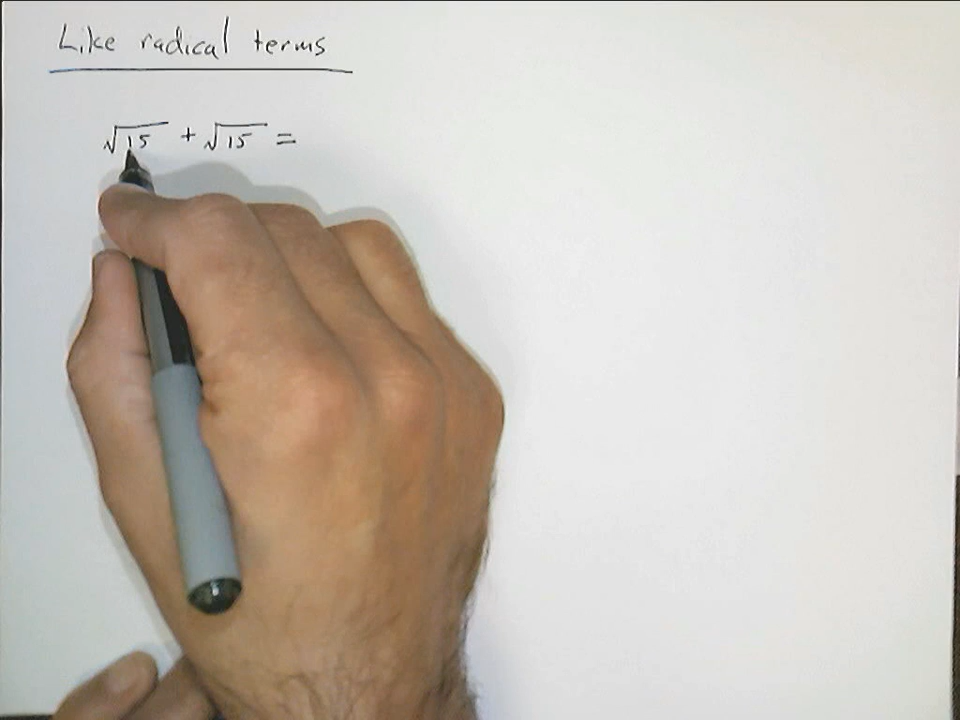 Like radical terms
√15 + √15 =